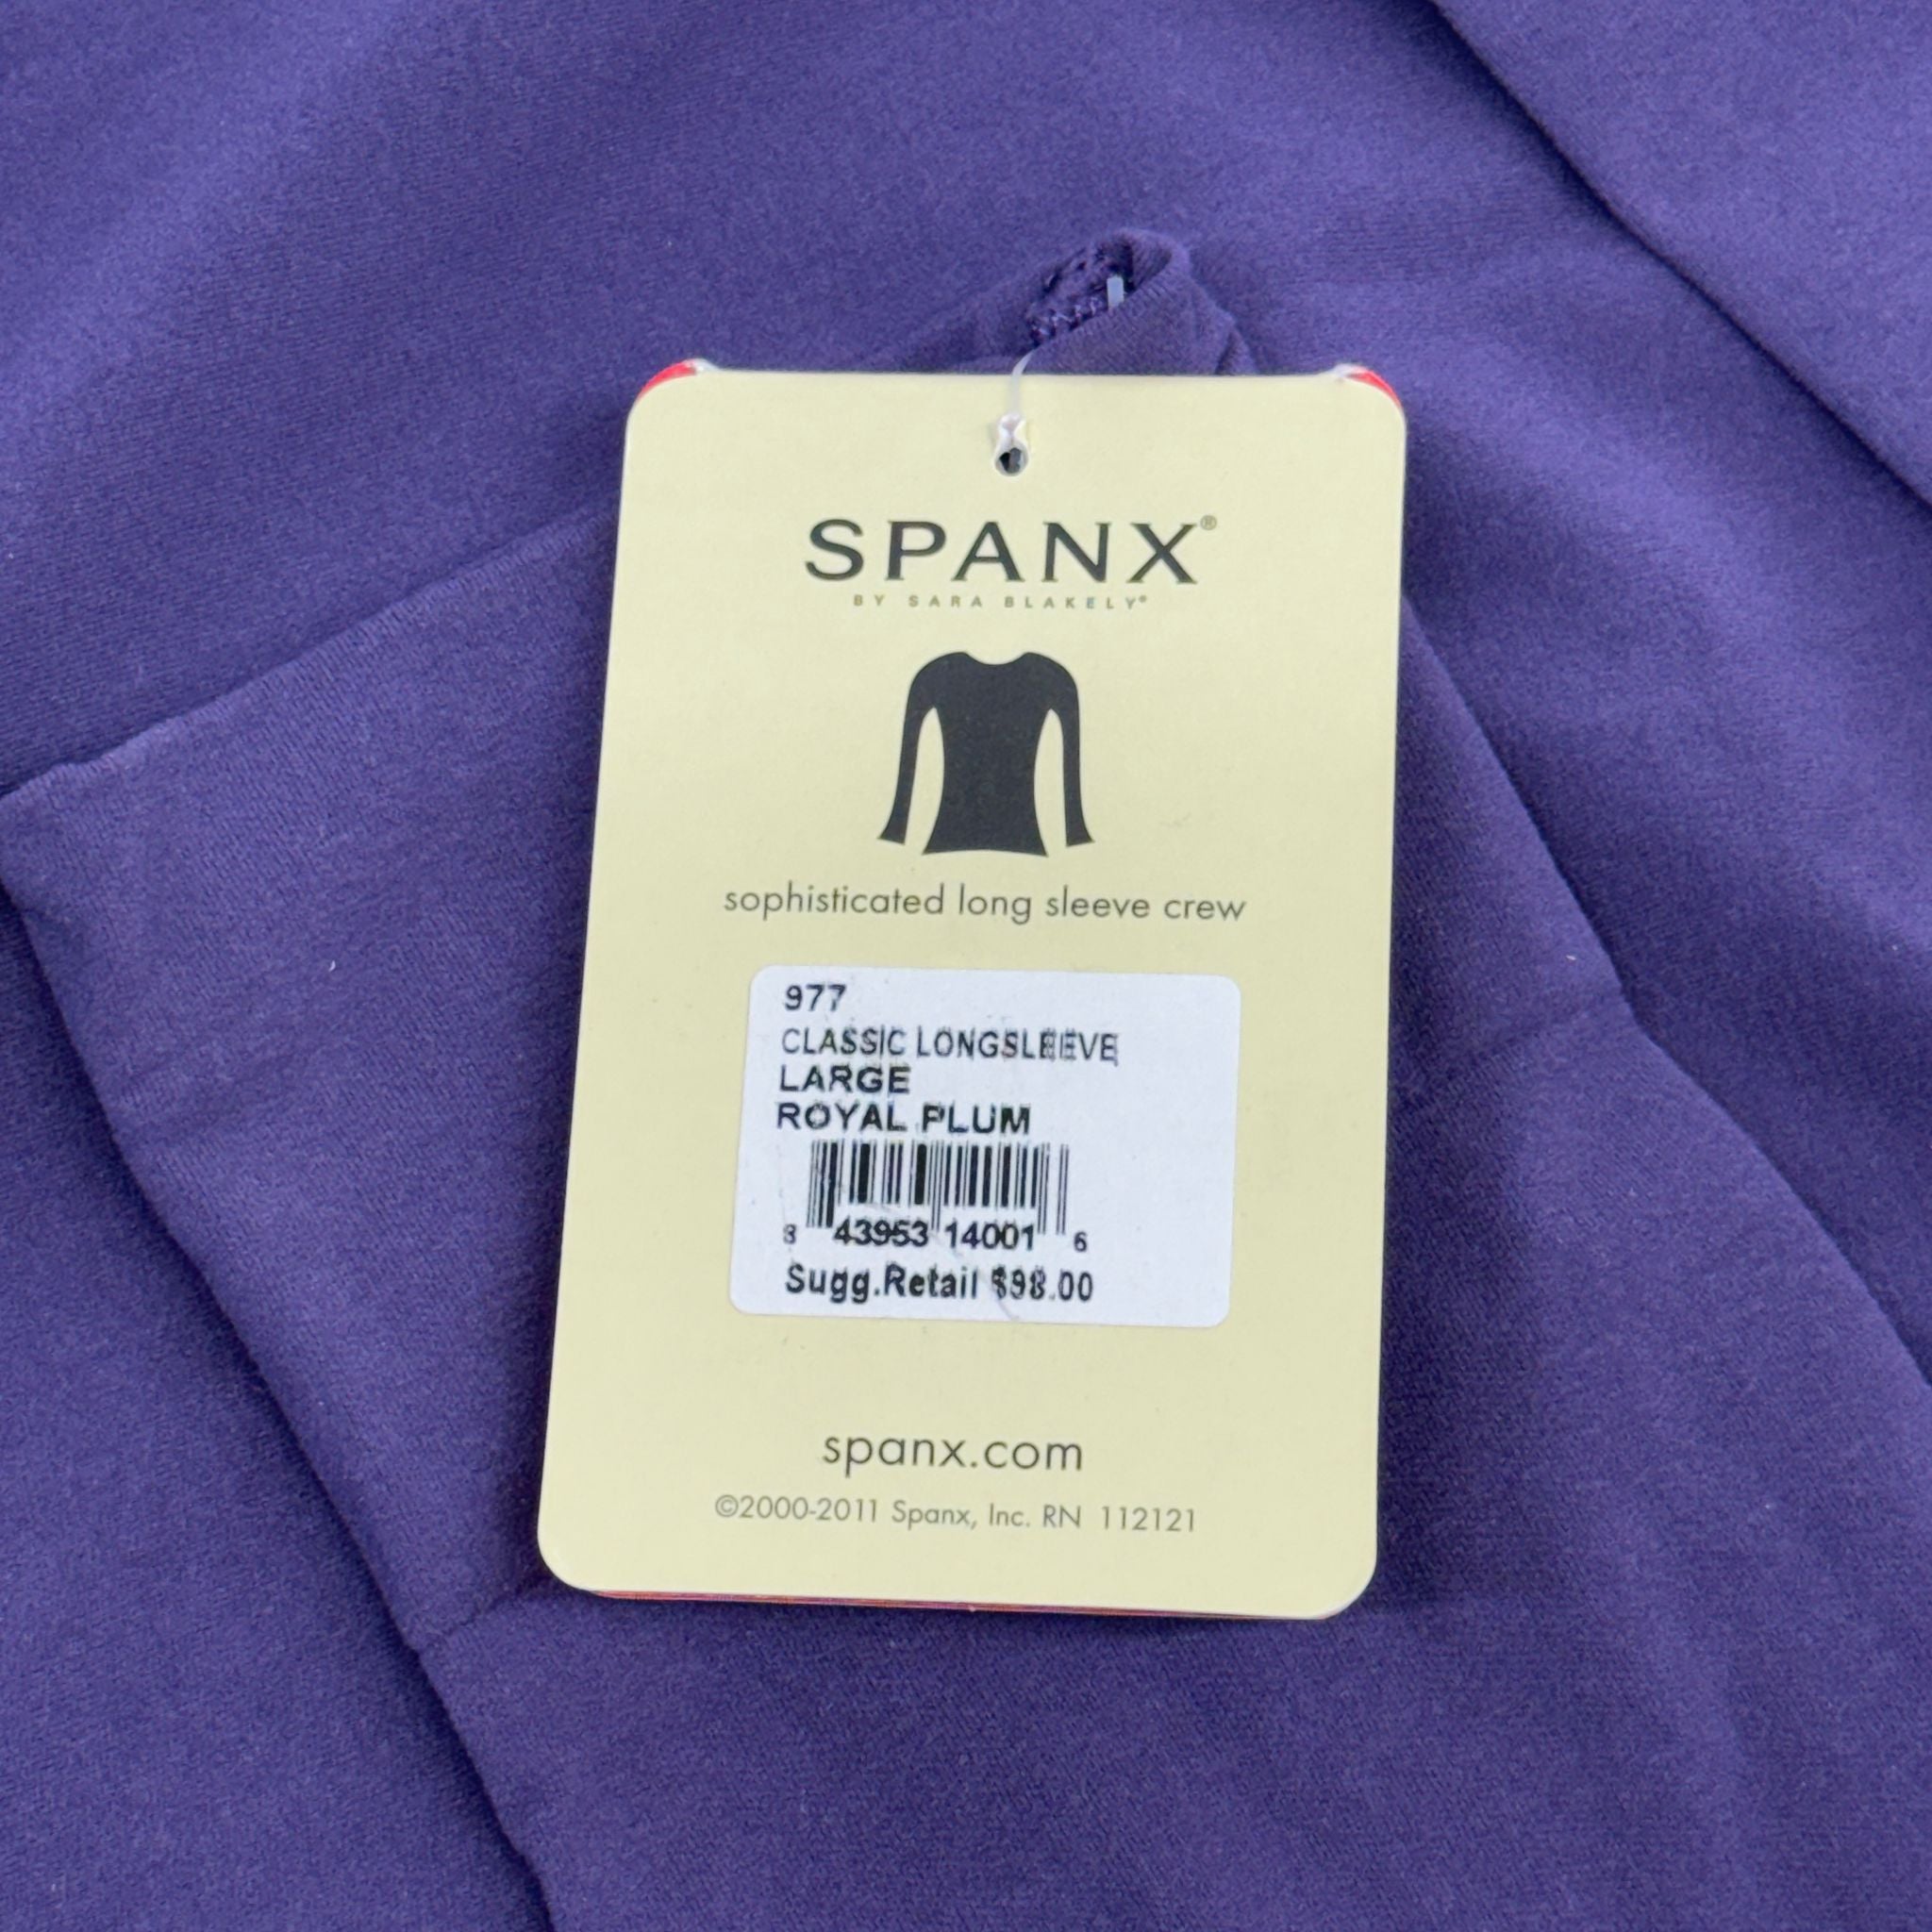 SPANX®
BY SARA BLAKELY®
sophisticated long sleeve crew
977
CLASSIC LONGSLEEVE
LARGE
ROYAL PLUM
8 43953 14001 6
Sugg.Retail $98.00
spanx.com
©2000-2011 Spanx, Inc. RN 112121